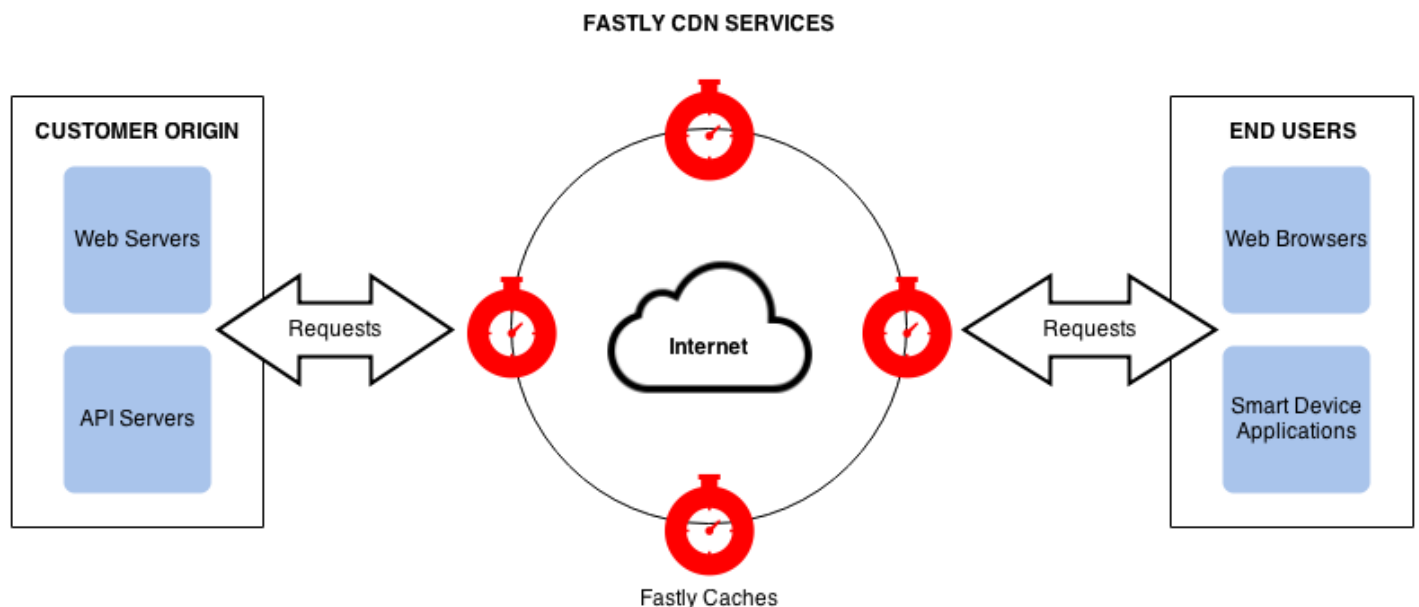 FASTLY CDN SERVICES
CUSTOMER ORIGIN
Web Servers
API Servers
Requests
Internet
Fastly Caches
Requests
END USERS
Web Browsers
Smart Device
Applications